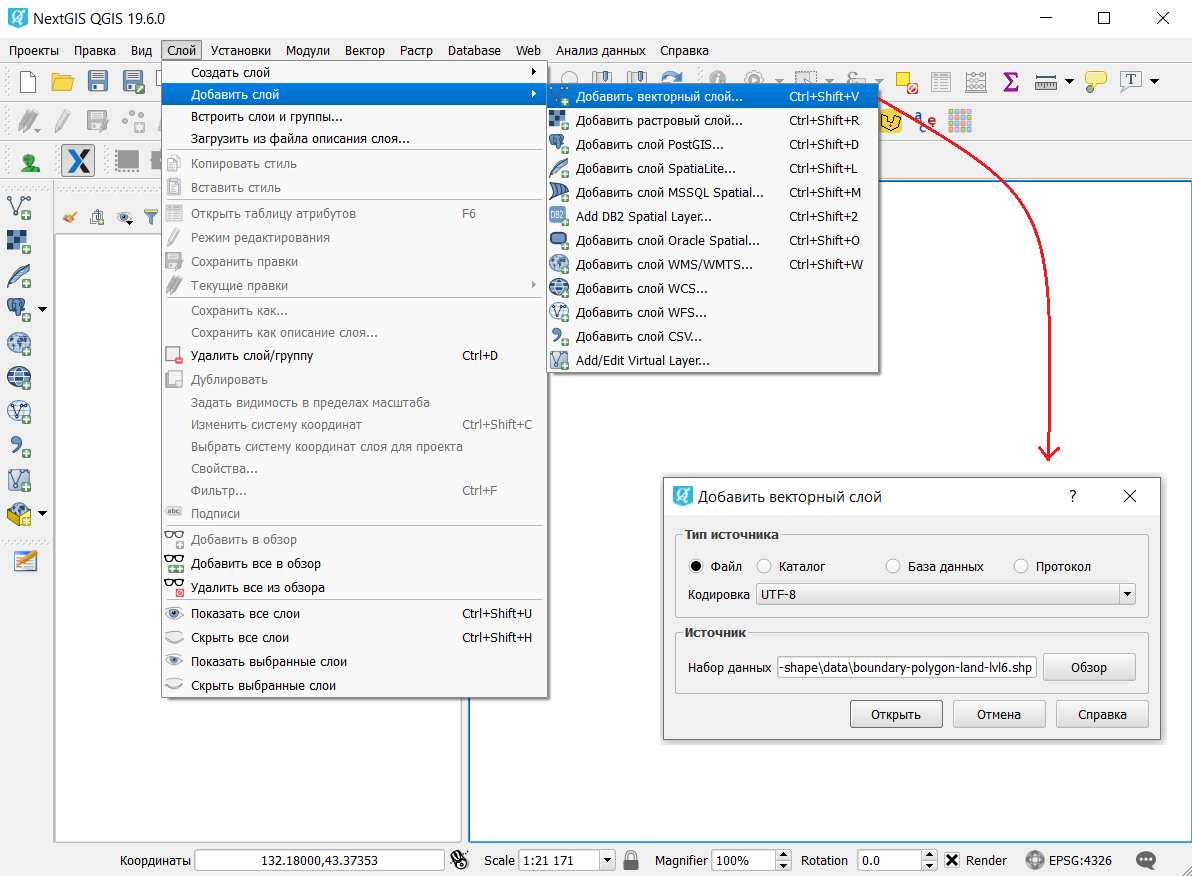 NextGIS QGIS 19.6.0
Проекты Правка Вид Слой Установки Модули Вектор Растр Database Web Анализ данных Справка
Создать слой
Добавить слой
Встроить слои и группы...
Загрузить из файла описания слоя...
Копировать стиль
Вставить стиль
Открыть таблицу атрибутов F6
Режим редактирования
Сохранить правки
Текущие правки
Сохранить как...
Сохранить как описание слоя...
Удалить слой/группу Ctrl+D
Дублировать
Задать видимость в пределах масштаба
Изменить систему координат Ctrl+Shift+C
Выбрать систему координат слоя для проекта
Свойства...
Фильтр... Ctrl+F
abc Подписи
Добавить в обзор
Добавить все в обзор
Удалить все из обзора
Показать все слои Ctrl+Shift+U
Скрыть все слои Ctrl+Shift+H
Показать выбранные слои
Скрыть выбранные слои
Добавить векторный слой... Ctrl+Shift+V
Добавить растровый слой... Ctrl+Shift+R
Добавить слой PostGIS... Ctrl+Shift+D
Добавить слой SpatiaLite... Ctrl+Shift+L
Добавить слой MSSQL Spatial... Ctrl+Shift+M
DB2 Add DB2 Spatial Layer... Ctrl+Shift+2
Добавить слой Oracle Spatial... Ctrl+Shift+O
Добавить слой WMS/WMTS... Ctrl+Shift+W
Добавить слой WCS...
Добавить слой WFS...
Добавить слой CSV...
Add/Edit Virtual Layer...
Добавить векторный слой ?
Тип источника
Файл Каталог База данных Протокол
Кодировка UTF-8
Источник
Набор данных -shape\data\boundary-polygon-land-lvl6.shp Обзор
Открыть Отмена Справка
Координаты 132.18000,43.37353 Scale 1:21 171 Magnifier 100% Rotation 0.0 Render EPSG:4326